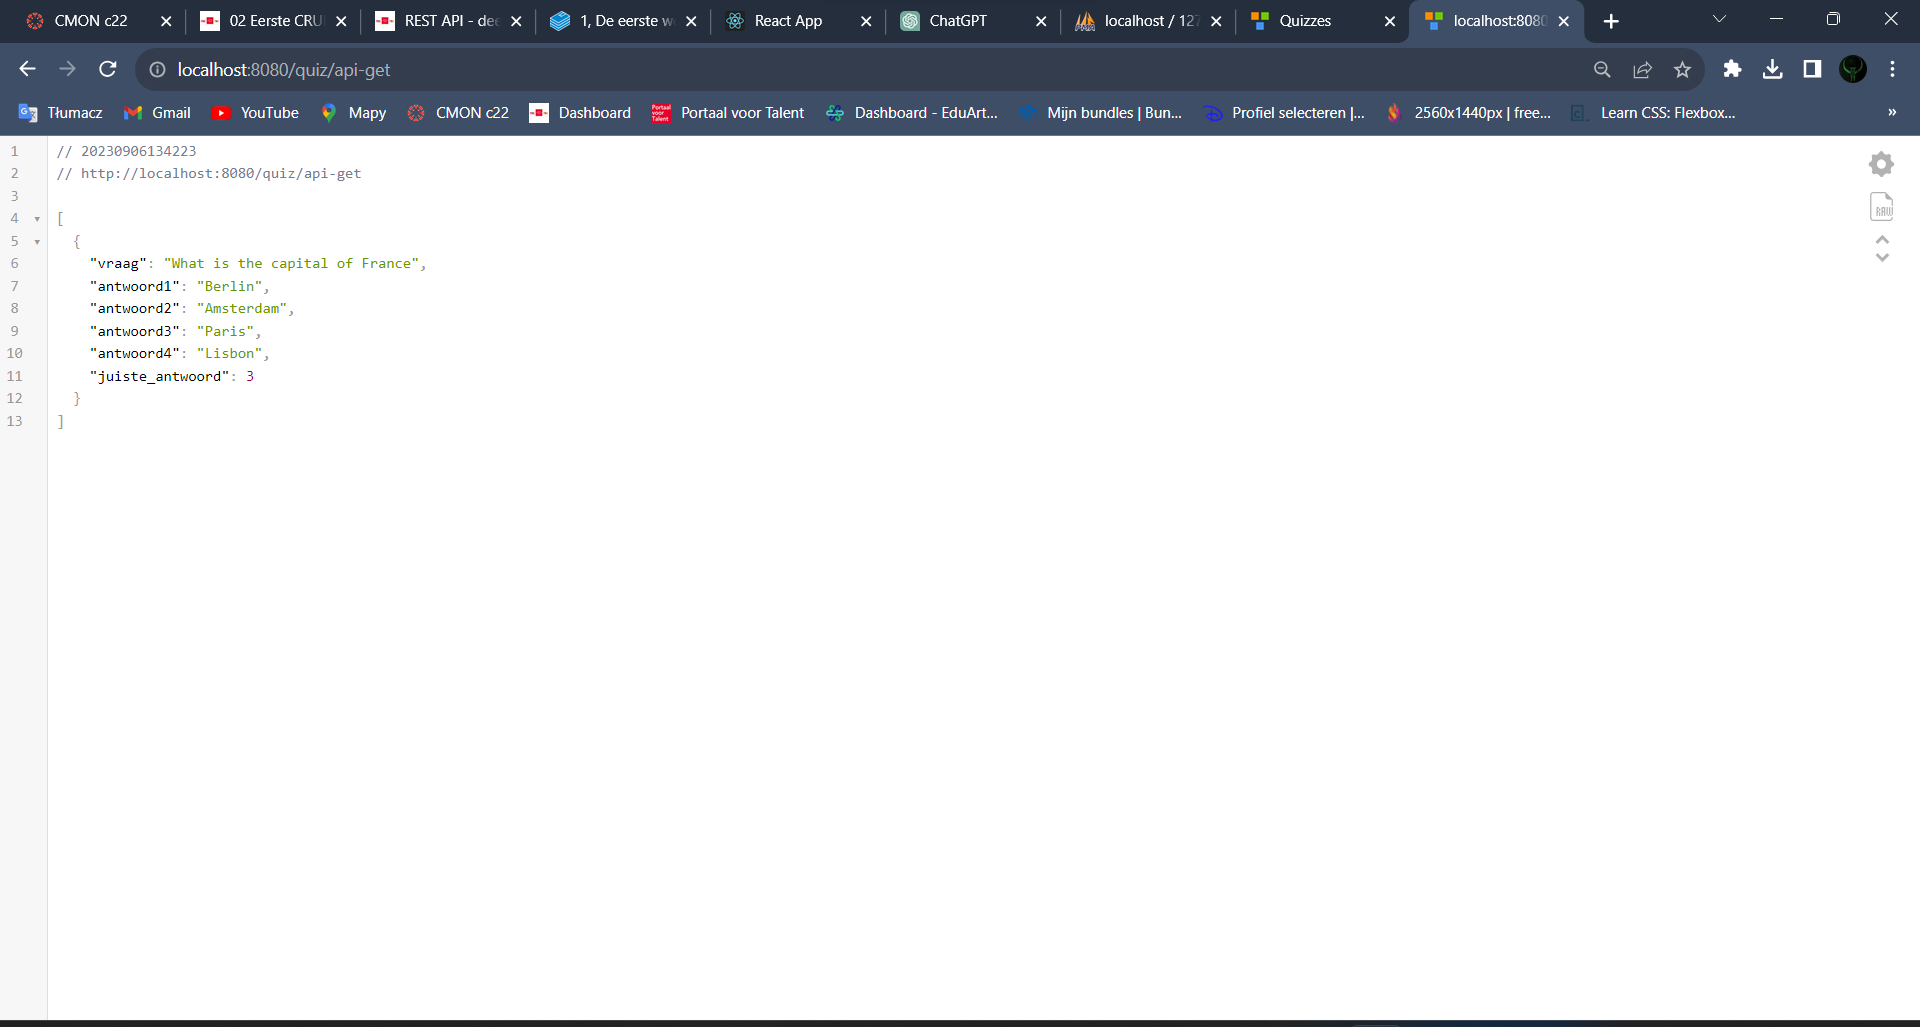 CMON c22
02 Eerste CRU
REST API - dee
1, De eerste w
React App
ChatGPT
localhost / 127
Quizzes
localhost:8080
localhost:8080/quiz/api-get
Tłumacz
Gmail
YouTube
Mapy
CMON c22
Dashboard
Portaal voor Talent
Portaal voor Talent
Dashboard - EduArt...
Mijn bundles | Bun...
Profiel selecteren |...
2560x1440px | free...
Learn CSS: Flexbox...
»
1 // 20230906134223
2 // http://localhost:8080/quiz/api-get
3
4 [
5 {
6 "vraag": "What is the capital of France",
7 "antwoord1": "Berlin",
8 "antwoord2": "Amsterdam",
9 "antwoord3": "Paris",
10 "antwoord4": "Lisbon",
11 "juiste_antwoord": 3
12 }
13 ]
RAW